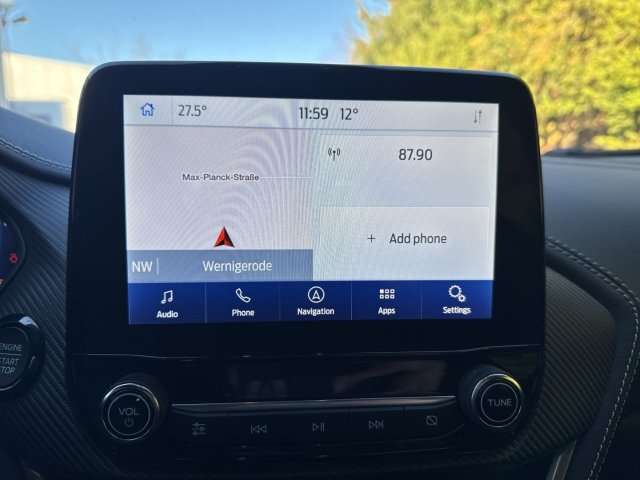 27.5° 11:59 12°
87.90
Max-Planck-Straße
+ Add phone
NW Wernigerode
Audio Phone Navigation Apps Settings
ENGINE
START
STOP
VOL
TUNE